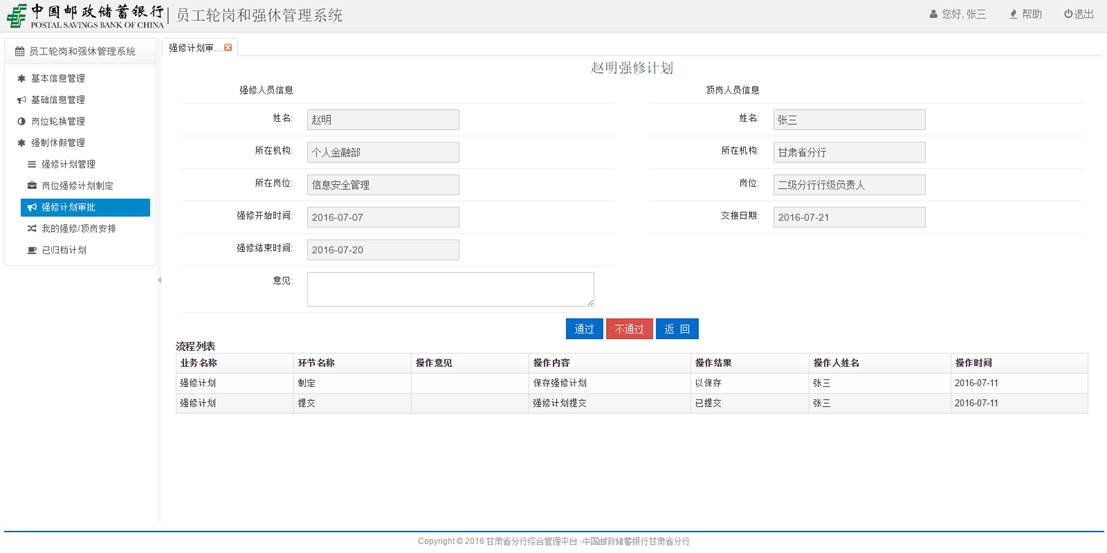 中国邮政储蓄银行 员工轮岗和强休管理系统 您好, 张三 帮助 退出
POSTAL SAVINGS BANK OF CHINA
员工轮岗和强休管理系统
基本信息管理
基础信息管理
岗位轮换管理
强制休假管理
强修计划管理
岗位强修计划制定
强修计划审批
我的强修/顶岗安排
已归档计划
强修计划审...
赵明强修计划
强修人员信息 顶岗人员信息
姓名: 赵明 姓名: 张三
所在机构: 个人金融部 所在机构: 甘肃省分行
所在岗位: 信息安全管理 岗位: 二级分行行级负责人
强修开始时间: 2016-07-07 交接日期: 2016-07-21
强修结束时间: 2016-07-20
意见:
通过 不通过 返 回
流程列表
业务名称 环节名称 操作意见 操作内容 操作结果 操作人姓名 操作时间
强修计划 制定 保存强修计划 以保存 张三 2016-07-11
强修计划 提交 强修计划提交 已提交 张三 2016-07-11
Copyright © 2016 甘肃省分行综合管理平台 -中国邮政储蓄银行甘肃省分行